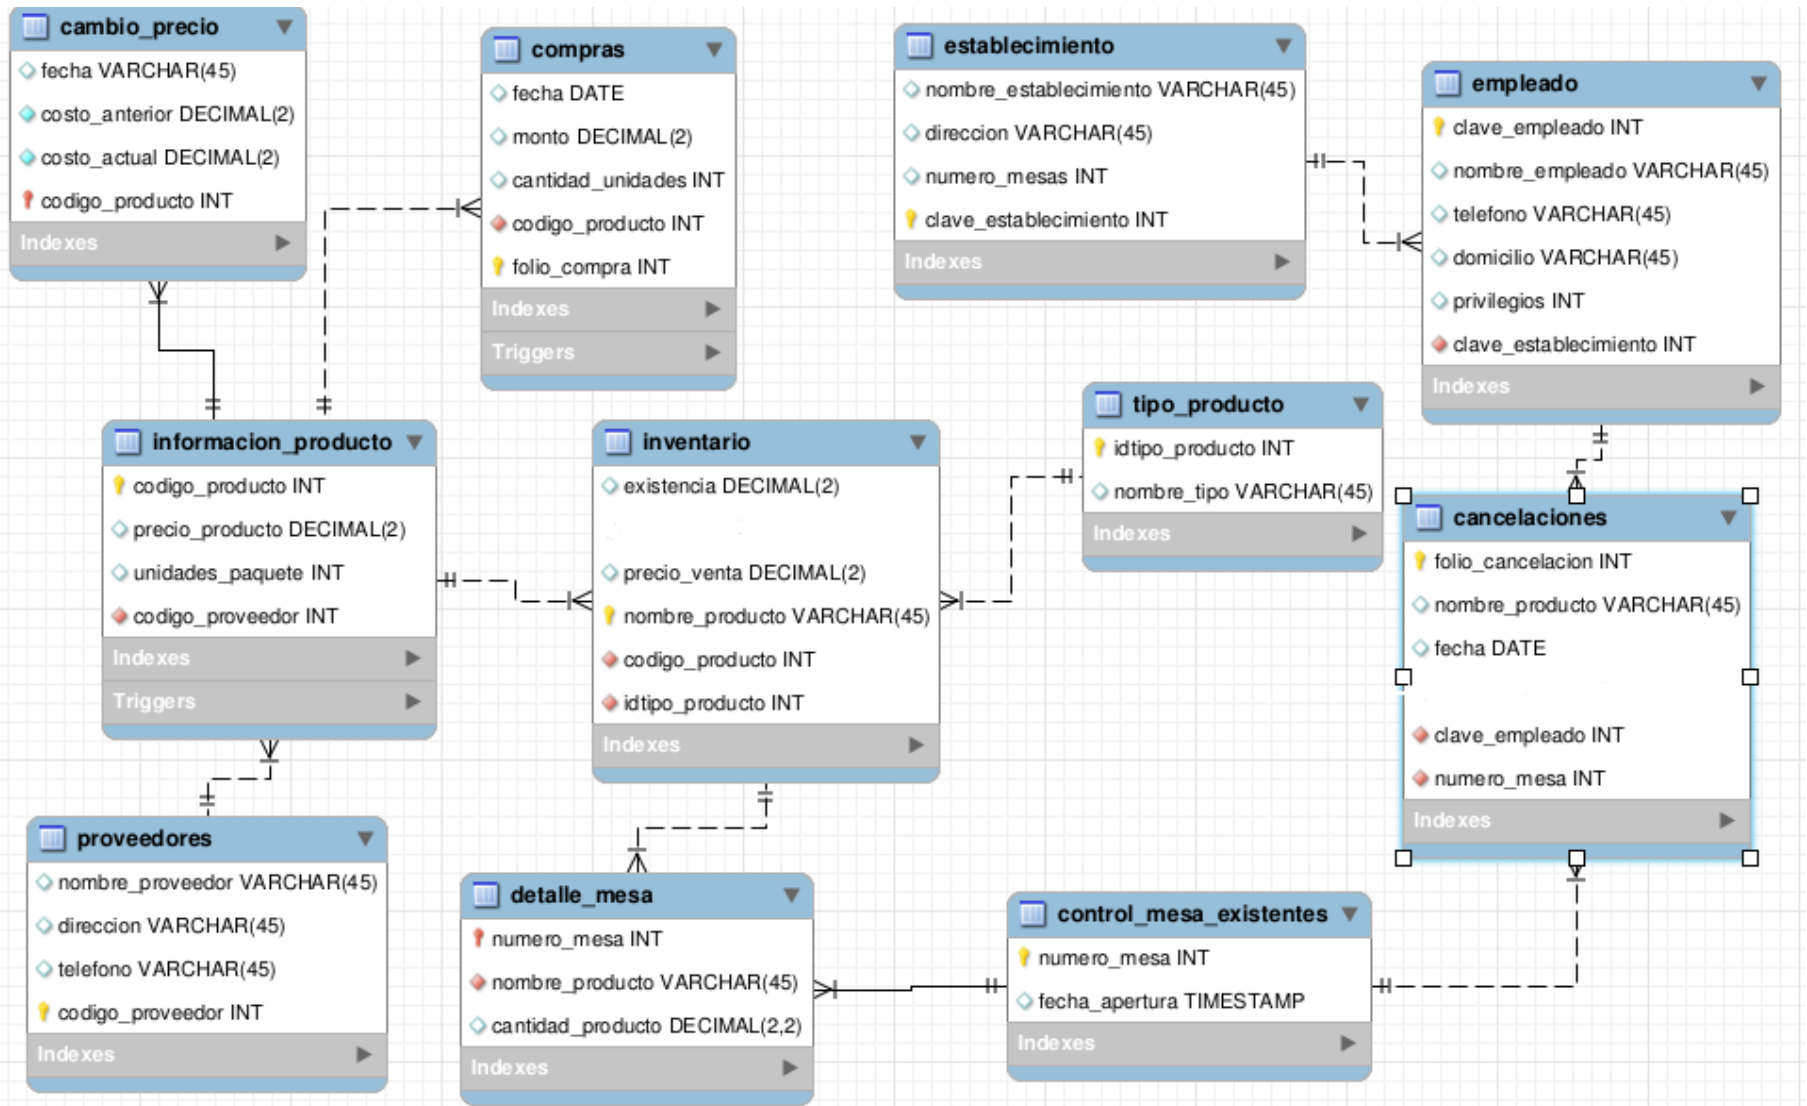 cambio_precio
fecha VARCHAR(45)
costo_anterior DECIMAL(2)
costo_actual DECIMAL(2)
codigo_producto INT
Indexes
compras
fecha DATE
monto DECIMAL(2)
cantidad_unidades INT
codigo_producto INT
folio_compra INT
Indexes
Triggers
establecimiento
nombre_establecimiento VARCHAR(45)
direccion VARCHAR(45)
numero_mesas INT
clave_establecimiento INT
Indexes
empleado
clave_empleado INT
nombre_empleado VARCHAR(45)
telefono VARCHAR(45)
domicilio VARCHAR(45)
privilegios INT
clave_establecimiento INT
Indexes
informacion_producto
codigo_producto INT
precio_producto DECIMAL(2)
unidades_paquete INT
codigo_proveedor INT
Indexes
Triggers
inventario
existencia DECIMAL(2)
precio_venta DECIMAL(2)
nombre_producto VARCHAR(45)
codigo_producto INT
idtipo_producto INT
Indexes
tipo_producto
idtipo_producto INT
nombre_tipo VARCHAR(45)
Indexes
cancelaciones
folio_cancelacion INT
nombre_producto VARCHAR(45)
fecha DATE
clave_empleado INT
numero_mesa INT
Indexes
proveedores
nombre_proveedor VARCHAR(45)
direccion VARCHAR(45)
telefono VARCHAR(45)
codigo_proveedor INT
Indexes
detalle_mesa
numero_mesa INT
nombre_producto VARCHAR(45)
cantidad_producto DECIMAL(2,2)
Indexes
control_mesa_existentes
numero_mesa INT
fecha_apertura TIMESTAMP
Indexes